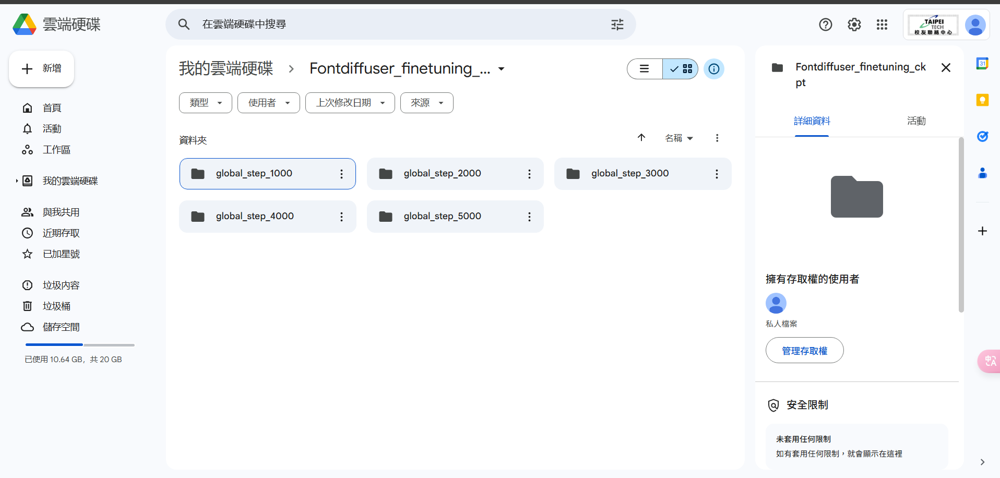 雲端硬碟
在雲端硬碟中搜尋
TAIPEI
TECH
校友聯絡中心
新增
首頁
活動
工作區
我的雲端硬碟
與我共用
近期存取
已加星號
垃圾內容
垃圾桶
儲存空間
已使用 10.64 GB，共 20 GB
我的雲端硬碟
Fontdiffuser_finetuning_...
類型
使用者
上次修改日期
來源
資料夾
名稱
global_step_1000
global_step_2000
global_step_3000
global_step_4000
global_step_5000
Fontdiffuser_finetuning_ck
pt
詳細資料
活動
擁有存取權的使用者
私人檔案
管理存取權
安全限制
未套用任何限制
如有套用任何限制，就會顯示在這裡
31
中A